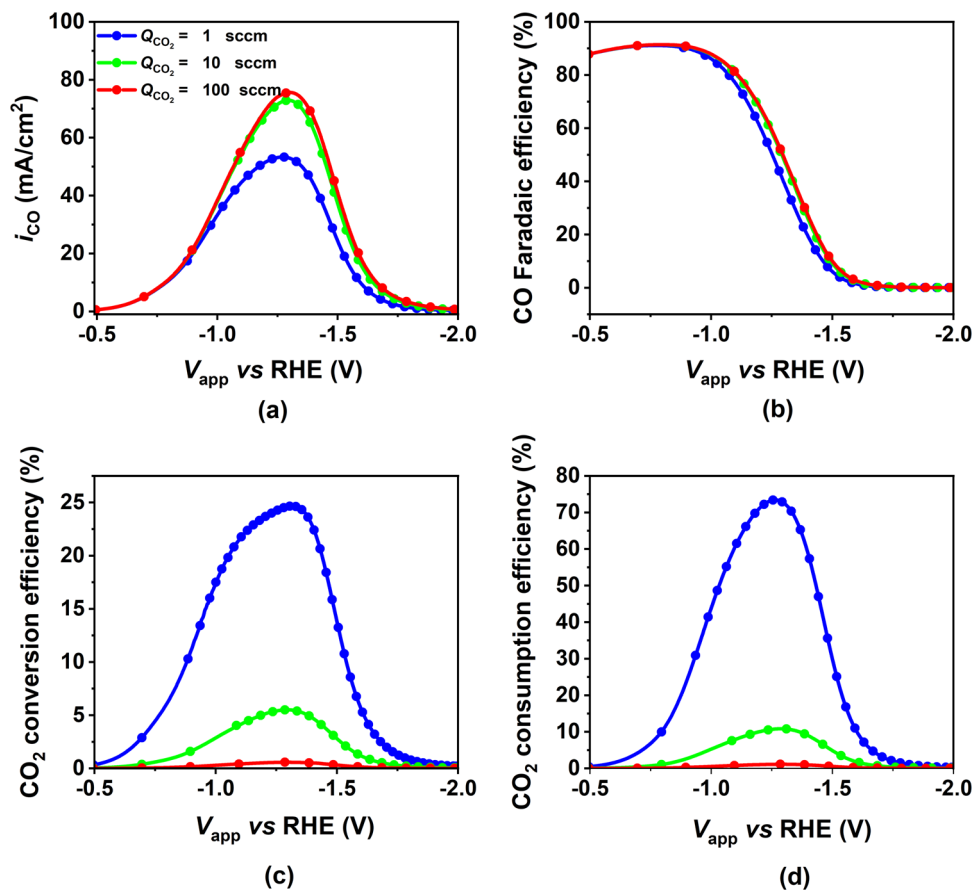 i_CO (mA/cm²)
100
80
60
40
20
0
Q_CO₂ = 1 sccm
Q_CO₂ = 10 sccm
Q_CO₂ = 100 sccm
-0.5 -1.0 -1.5 -2.0
V_app vs RHE (V)
(a)
CO Faradaic efficiency (%)
100
80
60
40
20
0
-0.5 -1.0 -1.5 -2.0
V_app vs RHE (V)
(b)
CO₂ conversion efficiency (%)
25
20
15
10
5
0
-0.5 -1.0 -1.5 -2.0
V_app vs RHE (V)
(c)
CO₂ consumption efficiency (%)
80
70
60
50
40
30
20
10
0
-0.5 -1.0 -1.5 -2.0
V_app vs RHE (V)
(d)